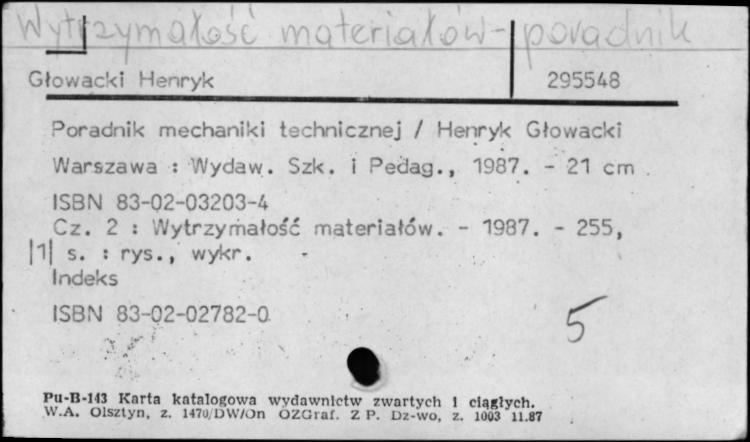 Wytrzymałość materiałów - poradnik
Głowacki Henryk 295548
Poradnik mechaniki technicznej / Henryk Głowacki
Warszawa : Wydaw. Szk. i Pedag., 1987. - 21 cm
ISBN 83-02-03203-4
Cz. 2 : Wytrzymałość materiałów. - 1987. - 255,
|1| s. : rys., wykr.
Indeks
ISBN 83-02-02782-0
5
Pu-B-143 Karta katalogowa wydawnictw zwartych i ciągłych.
W.A. Olsztyn, z. 1470/DW/On OZGraf. Z P. Dz-wo, z. 1003 11.87